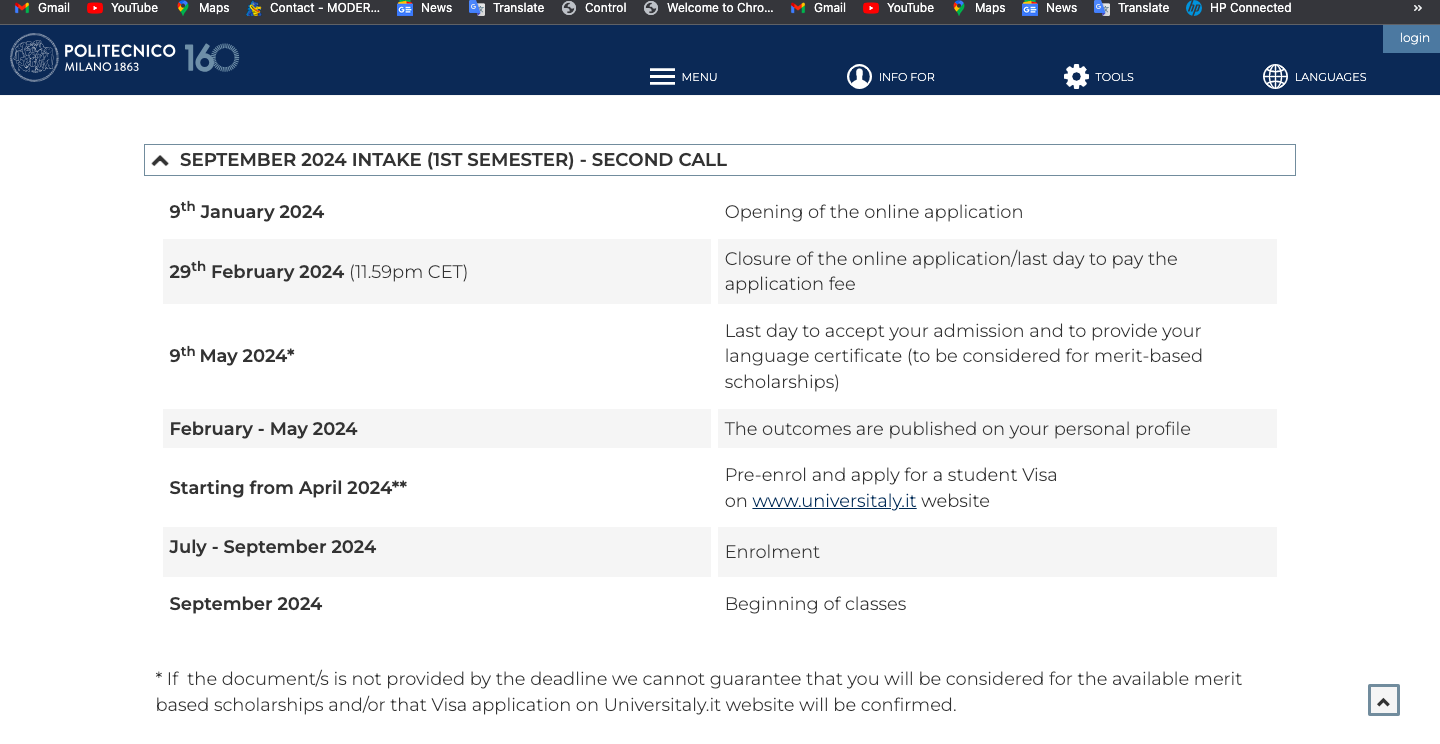 Gmail YouTube Maps Contact - MODER... News Translate Control Welcome to Chro... Gmail YouTube Maps News Translate HP Connected »
login
POLITECNICO
MILANO 1863
160
MENU INFO FOR TOOLS LANGUAGES
SEPTEMBER 2024 INTAKE (1ST SEMESTER) - SECOND CALL
9th January 2024 Opening of the online application
29th February 2024 (11.59pm CET) Closure of the online application/last day to pay the
application fee
9th May 2024* Last day to accept your admission and to provide your
language certificate (to be considered for merit-based
scholarships)
February - May 2024 The outcomes are published on your personal profile
Starting from April 2024** Pre-enrol and apply for a student Visa
on www.universitaly.it website
July - September 2024 Enrolment
September 2024 Beginning of classes
* If  the document/s is not provided by the deadline we cannot guarantee that you will be considered for the available merit
based scholarships and/or that Visa application on Universitaly.it website will be confirmed.